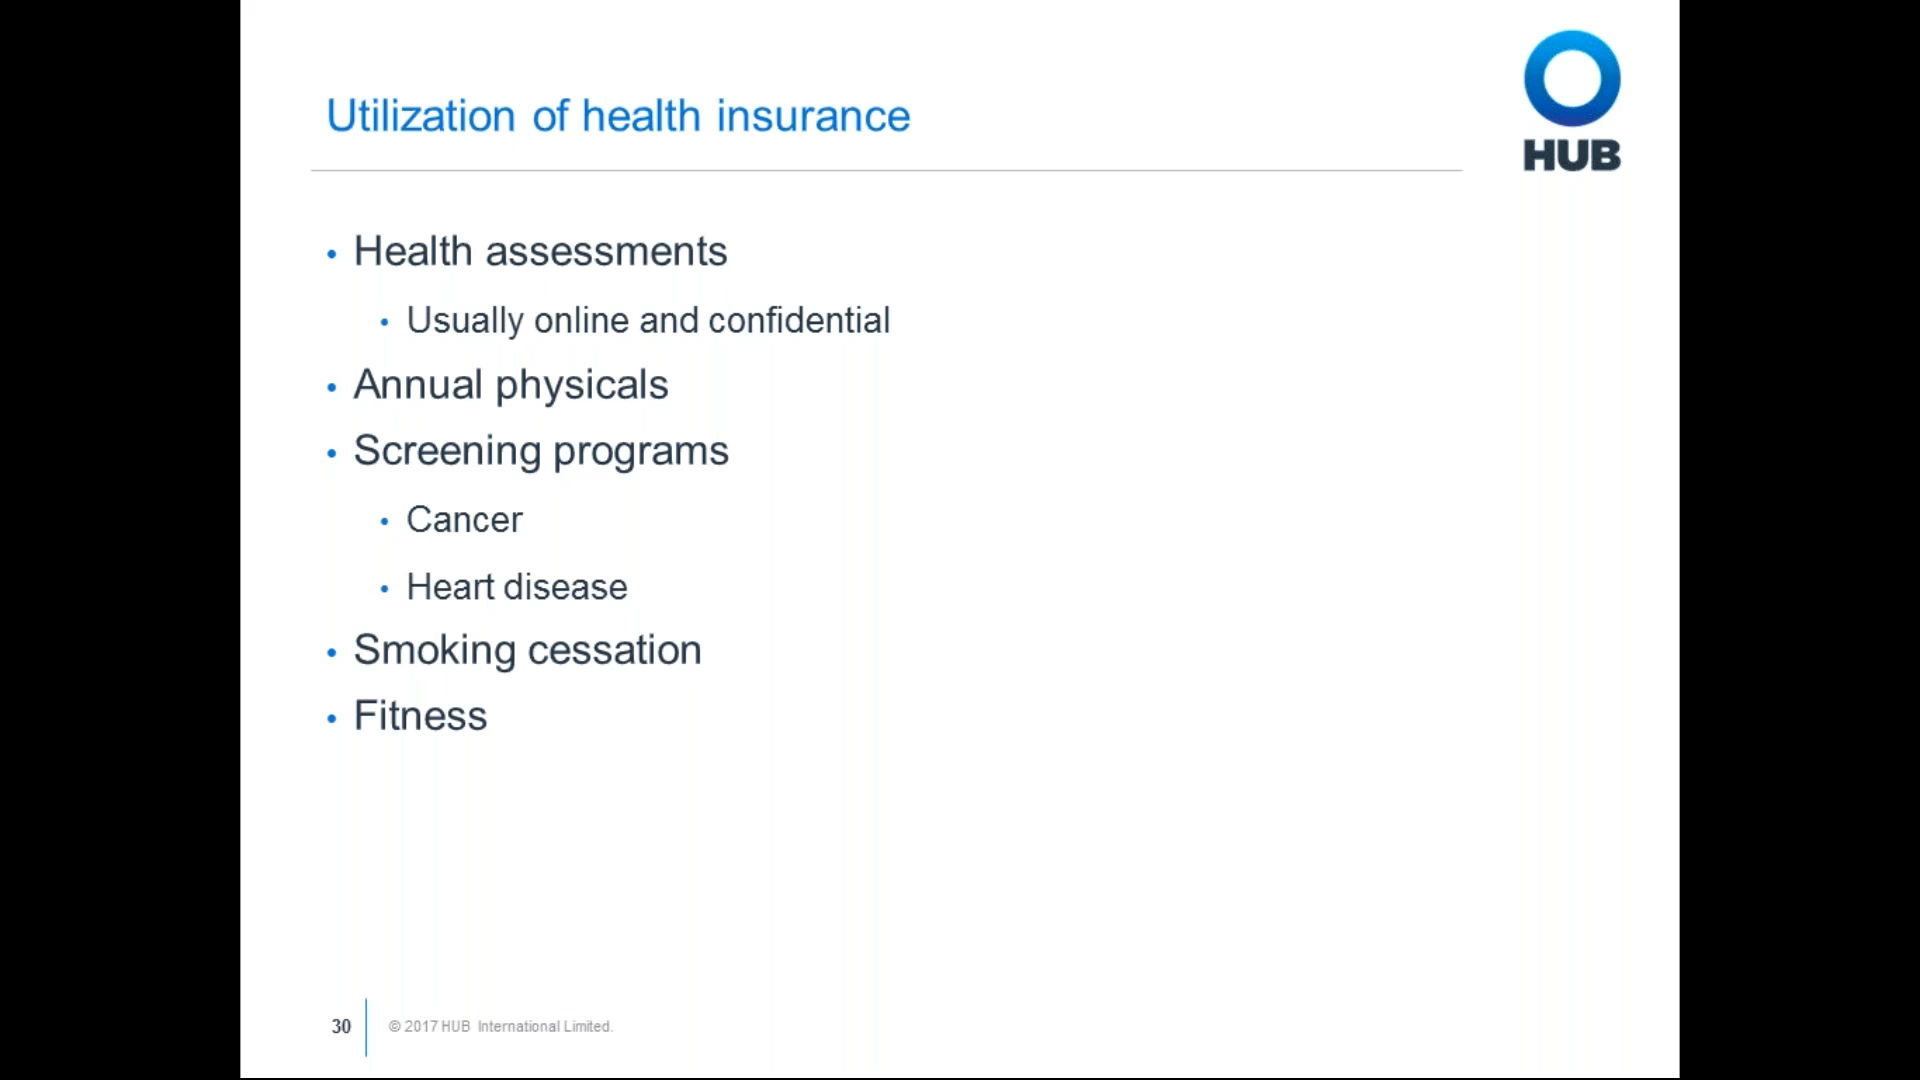 Utilization of health insurance
HUB
• Health assessments
• Usually online and confidential
• Annual physicals
• Screening programs
• Cancer
• Heart disease
• Smoking cessation
• Fitness
30
© 2017 HUB International Limited.